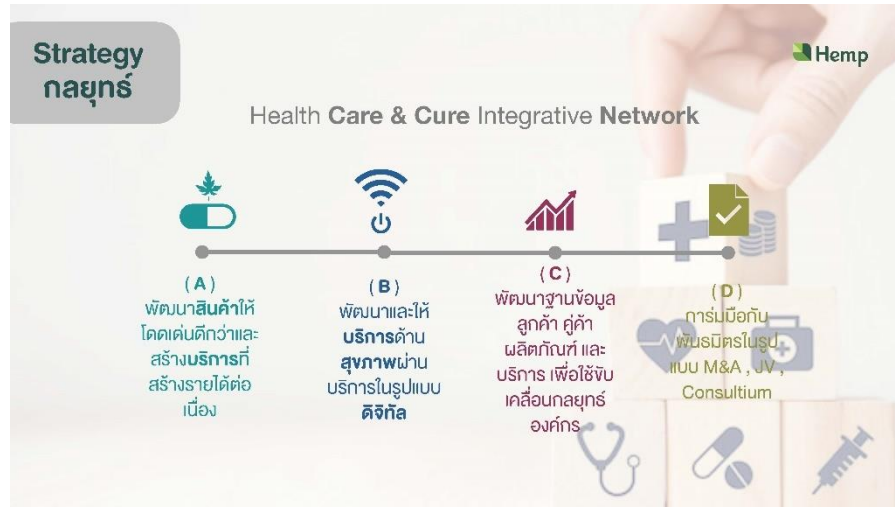 Strategy
กลยุทธ์
Hemp
Health Care & Cure Integrative Network
(A)
พัฒนาสินค้าให้
โดดเด่นดีกว่าและ
สร้างบริการที่
สร้างรายได้ต่อ
เนื่อง
(B)
พัฒนาและให้
บริการด้าน
สุขภาพผ่าน
บริการในรูปแบบ
ดิจิทัล
(C)
พัฒนาฐานข้อมูล
ลูกค้า คู่ค้า
ผลิตภัณฑ์ และ
บริการ เพื่อใช้ขับ
เคลื่อนกลยุทธ์
องค์กร
(D)
การ่มมือกับ
พันธมิตรในรูป
แบบ M&A , JV ,
Consultium